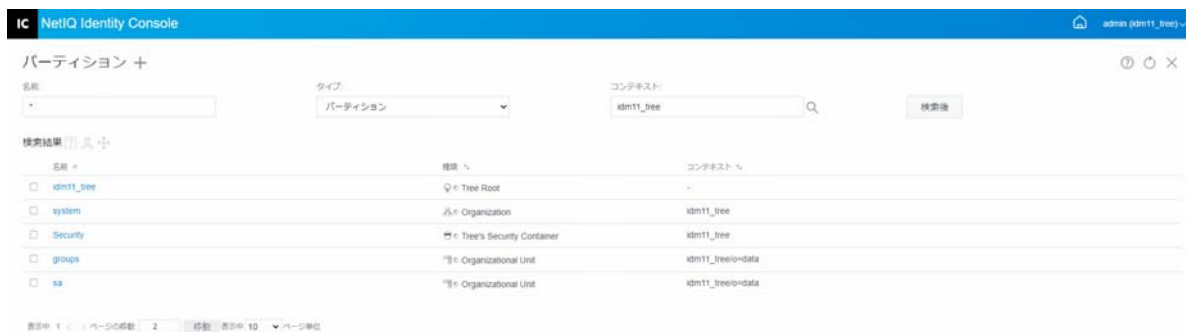 IC NetIQ Identity Console admin (idm11_tree)
パーティション +
名前: タイプ: コンテキスト:
* パーティション idm11_tree 検索後
検索結果
名前 種類 コンテキスト
idm11_tree Tree Root -
system Organization idm11_tree
Security Tree's Security Container idm11_tree
groups Organizational Unit idm11_tree/o=data
sa Organizational Unit idm11_tree/o=data
表示中 1 ページの移動 2 移動 表示中 10 ページ単位